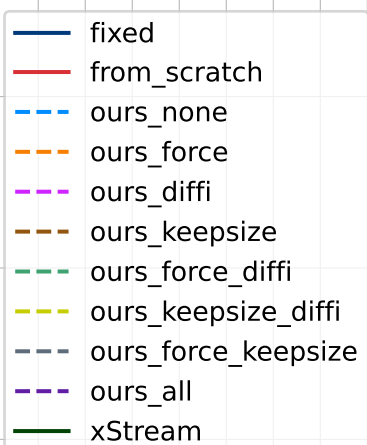 fixed
from_scratch
ours_none
ours_force
ours_diffi
ours_keepsize
ours_force_diffi
ours_keepsize_diffi
ours_force_keepsize
ours_all
xStream